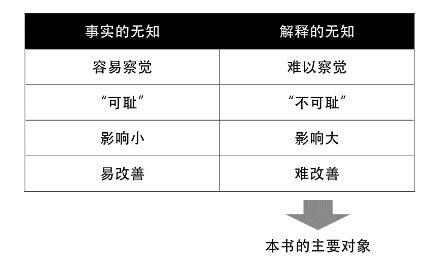 事实的无知 解释的无知
容易察觉 难以察觉
“可耻” “不可耻”
影响小 影响大
易改善 难改善
本书的主要对象